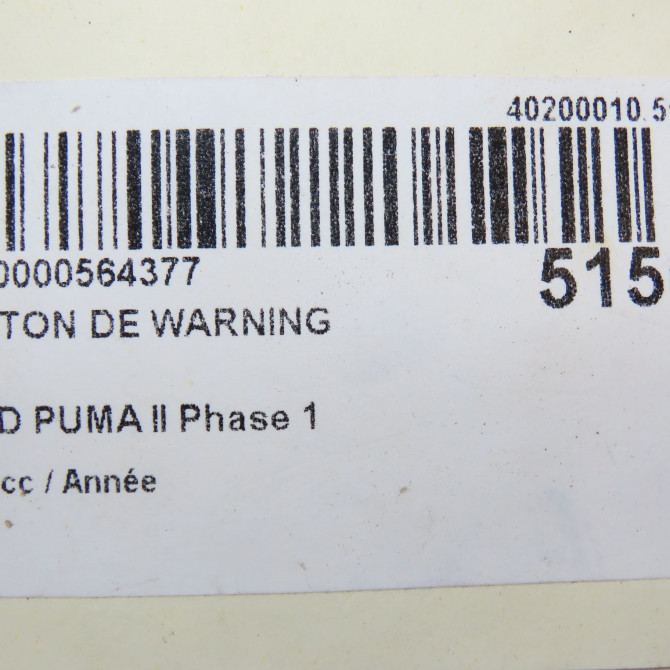 40200010.5
0000564377
515
TON DE WARNING
D PUMA II Phase 1
cc / Année